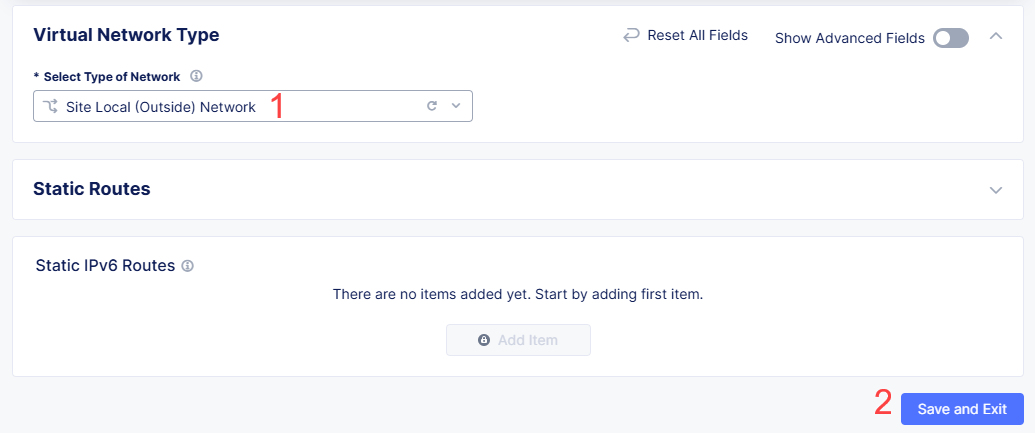 Virtual Network Type
Reset All Fields
Show Advanced Fields
* Select Type of Network
Site Local (Outside) Network
1
Static Routes
Static IPv6 Routes
There are no items added yet. Start by adding first item.
Add Item
2
Save and Exit